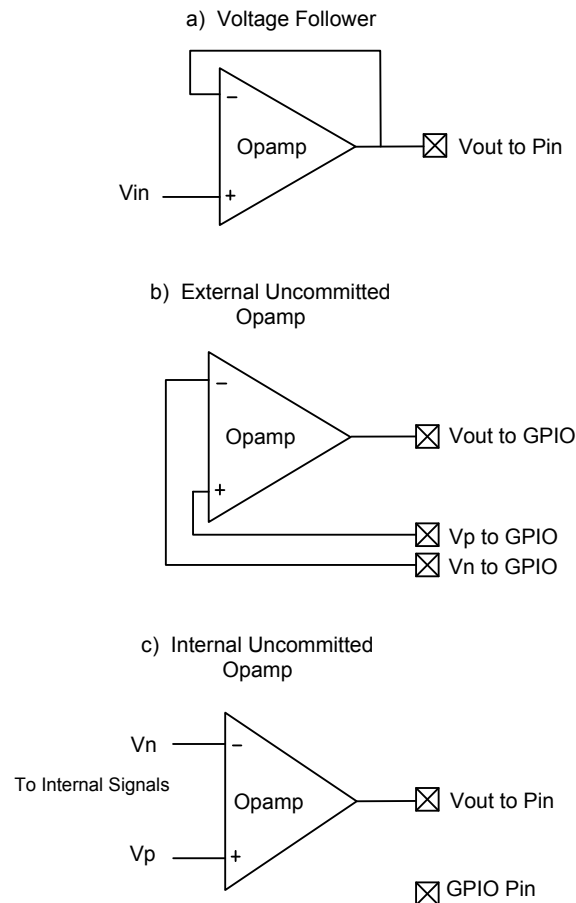 a) Voltage Follower
−
Opamp
Vout to Pin
Vin
+
b) External Uncommitted
Opamp
−
Opamp
Vout to GPIO
+
Vp to GPIO
Vn to GPIO
c) Internal Uncommitted
Opamp
Vn
−
To Internal Signals
Opamp
Vout to Pin
Vp
+
GPIO Pin